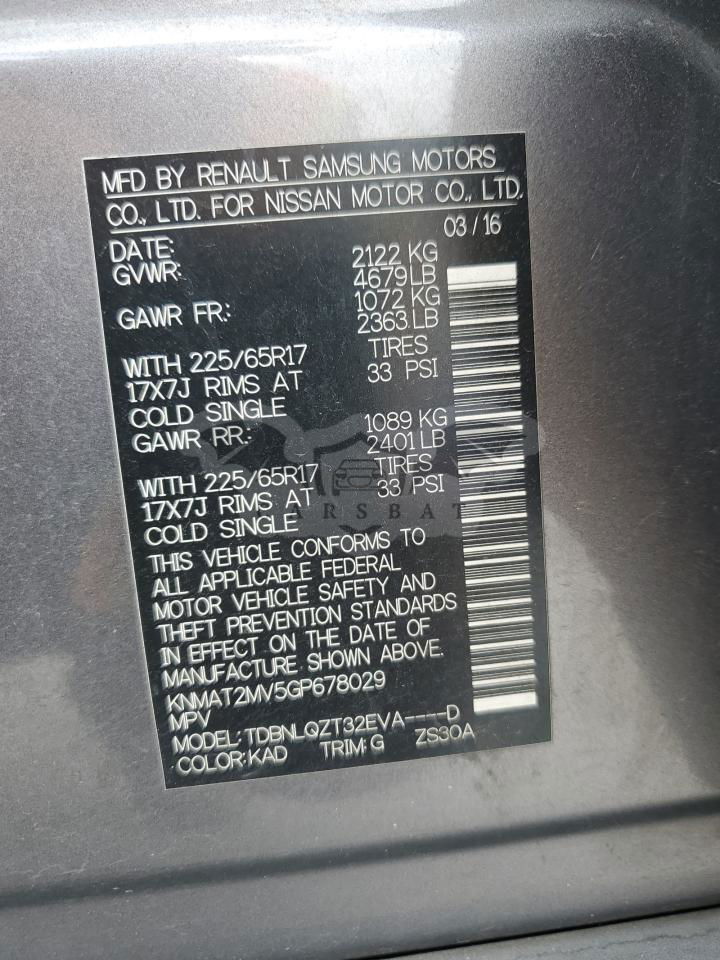 MFD BY RENAULT SAMSUNG MOTORS
CO., LTD. FOR NISSAN MOTOR CO., LTD.
DATE: 03/16
GVWR: 2122 KG
4679LB
GAWR FR: 1072 KG
2363LB
WITH 225/65R17 TIRES
17X7J RIMS AT 33 PSI
COLD SINGLE
GAWR RR: 1089 KG
2401LB
WITH 225/65R17 TIRES
17X7J RIMS AT 33 PSI
COLD SINGLE
THIS VEHICLE CONFORMS TO
ALL APPLICABLE FEDERAL
MOTOR VEHICLE SAFETY AND
THEFT PREVENTION STANDARDS
IN EFFECT ON THE DATE OF
MANUFACTURE SHOWN ABOVE.
KNMAT2MV5GP678029
MPV
MODEL: TDBNLQZT32EVA----D
COLOR: KAD TRIM: G ZS30A
CARSBAT